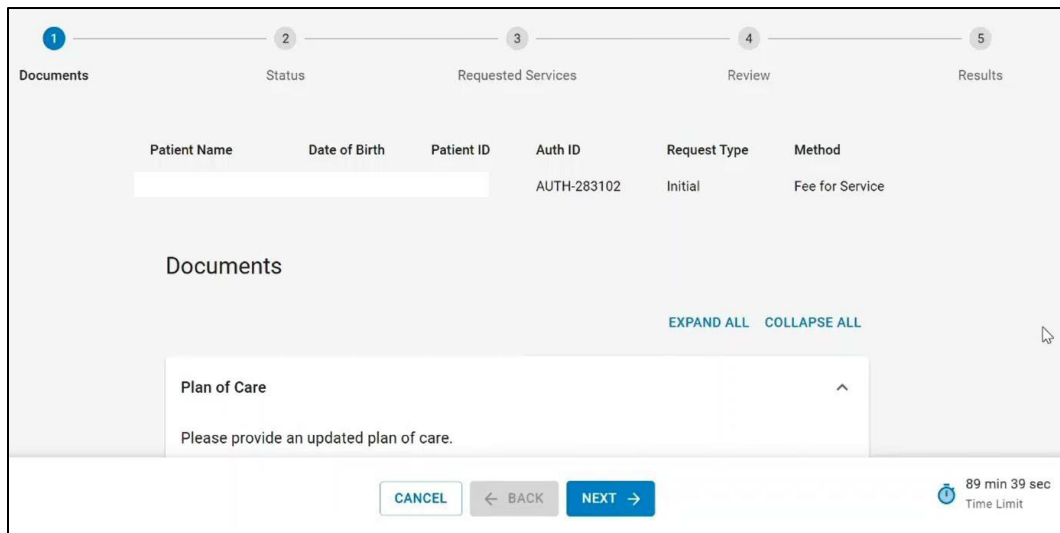 1 2 3 4 5
Documents Status Requested Services Review Results
Patient Name Date of Birth Patient ID Auth ID Request Type Method
AUTH-283102 Initial Fee for Service
Documents
EXPAND ALL COLLAPSE ALL
Plan of Care
Please provide an updated plan of care.
CANCEL ← BACK NEXT →
89 min 39 sec
Time Limit